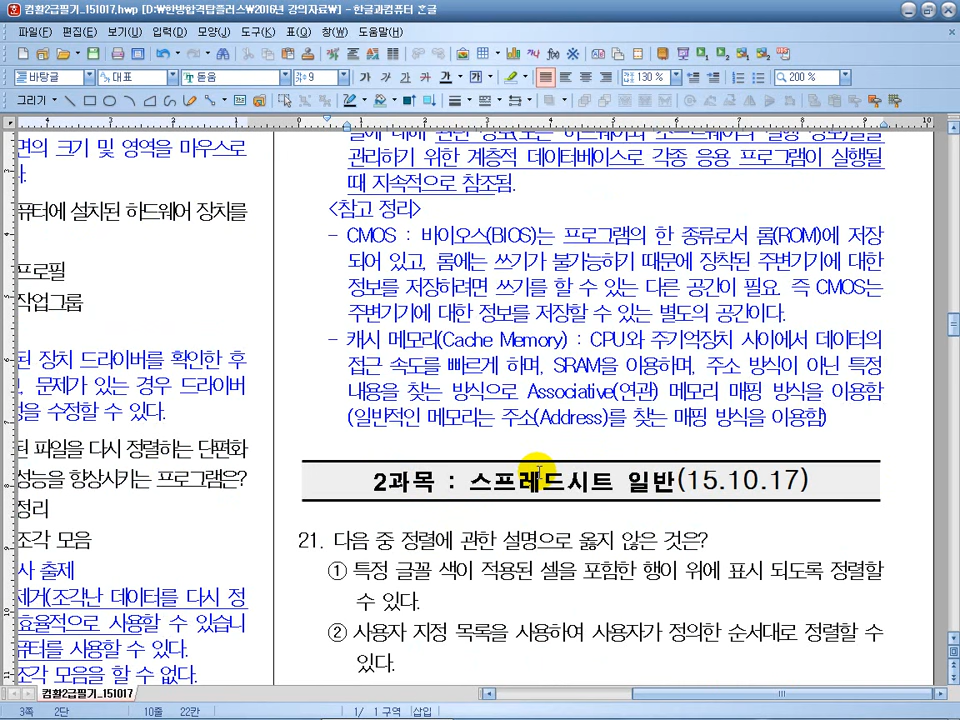 컴활2급필기_151017.hwp [D:₩한방합격탑플러스₩2016년 강의자료₩] - 한글과컴퓨터 한글
파일(F) 편집(E) 보기(U) 입력(D) 모양(J) 도구(K) 표(Q) 창(W) 도움말(H)
바탕글 대표 돋움 9 가 가 가 가 가 가 130 % 200 %
그리기
4 3 2 1 0 1 2 3 4 5 6 7 8 9 10
면의 크기 및 영역을 마우스로
다.
퓨터에 설치된 하드웨어 장치를
프로필
작업그룹
된 장치 드라이버를 확인한 후
, 문제가 있는 경우 드라이버
정을 수정할 수 있다.
된 파일을 다시 정렬하는 단편화
성능을 향상시키는 프로그램은?
정리
조각 모음
사 출제
제거(조각난 데이터를 다시 정
효율적으로 사용할 수 있습니
퓨터를 사용할 수 있다.
조각 모음을 할 수 없다.
관리하기 위한 계층적 데이터베이스로 각종 응용 프로그램이 실행될
때 지속적으로 참조됨.
<참고 정리>
- CMOS : 바이오스(BIOS)는 프로그램의 한 종류로서 롬(ROM)에 저장
되어 있고, 롬에는 쓰기가 불가능하기 때문에 장착된 주변기기에 대한
정보를 저장하려면 쓰기를 할 수 있는 다른 공간이 필요. 즉 CMOS는
주변기기에 대한 정보를 저장할 수 있는 별도의 공간이다.
- 캐시 메모리(Cache Memory) : CPU와 주기억장치 사이에서 데이터의
접근 속도를 빠르게 하며, SRAM을 이용하며, 주소 방식이 아닌 특정
내용을 찾는 방식으로 Associative(연관) 메모리 매핑 방식을 이용함
(일반적인 메모리는 주소(Address)를 찾는 매핑 방식을 이용함)
2과목 : 스프레드시트 일반(15.10.17)
21. 다음 중 정렬에 관한 설명으로 옳지 않은 것은?
① 특정 글꼴 색이 적용된 셀을 포함한 행이 위에 표시 되도록 정렬할
수 있다.
② 사용자 지정 목록을 사용하여 사용자가 정의한 순서대로 정렬할 수
있다.
컴활2급필기_151017
3쪽 2단 10줄 22칸 1/ 1 구역 삽입